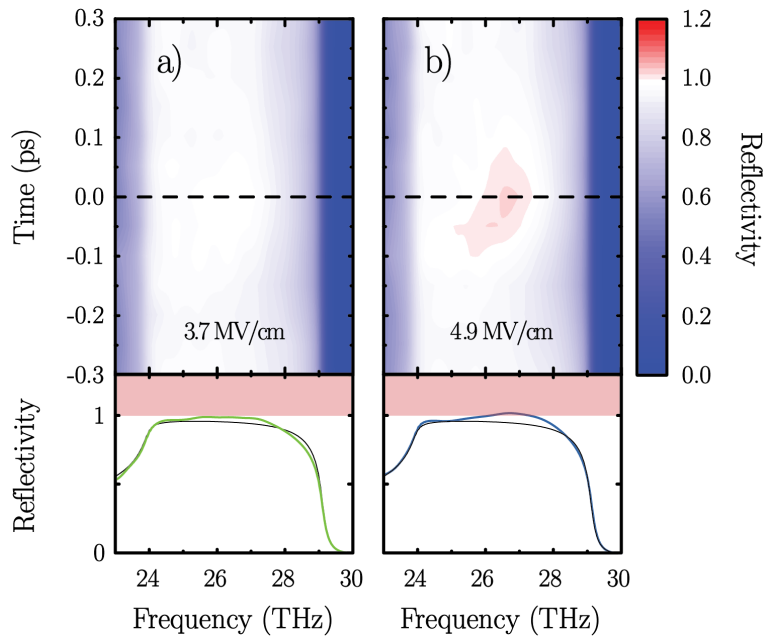 a)
b)
0.3
0.2
0.1
0.0
-0.1
-0.2
-0.3
Time (ps)
3.7 MV/cm
4.9 MV/cm
1.2
1.0
0.8
0.6
0.4
0.2
0.0
Reflectivity
1
0
Reflectivity
24 26 28 30
24 26 28 30
Frequency (THz)
Frequency (THz)